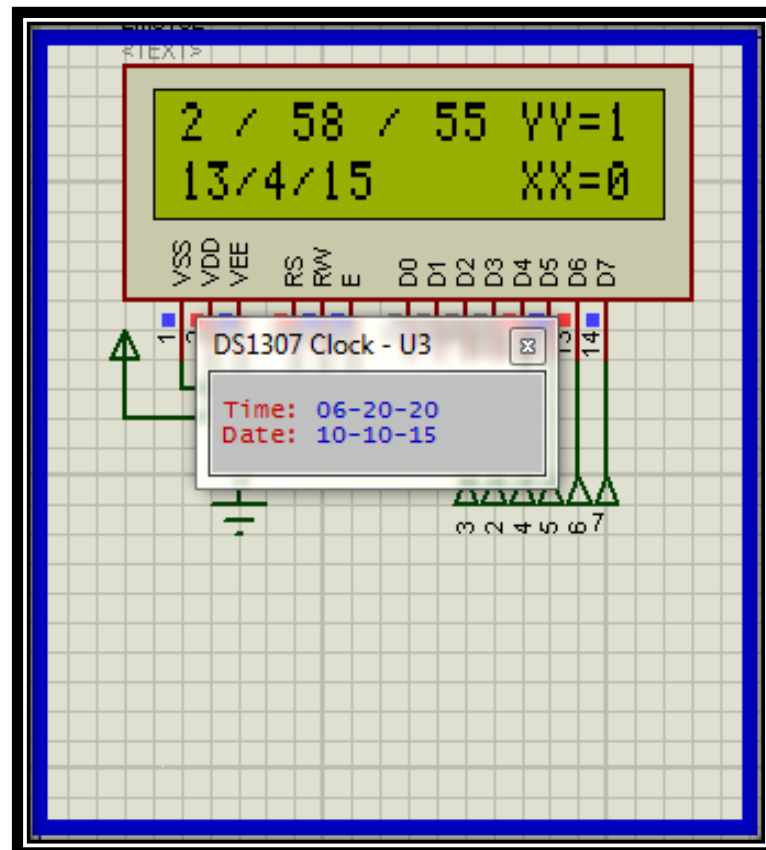 <TEXT>
2 / 58 / 55 YY=1
13/4/15 XX=0
VSS VDD VEE RS RW E D0 D1 D2 D3 D4 D5 D6 D7
1 14
DS1307 Clock - U3
Time: 06-20-20
Date: 10-10-15
3 2 4 5 6 7